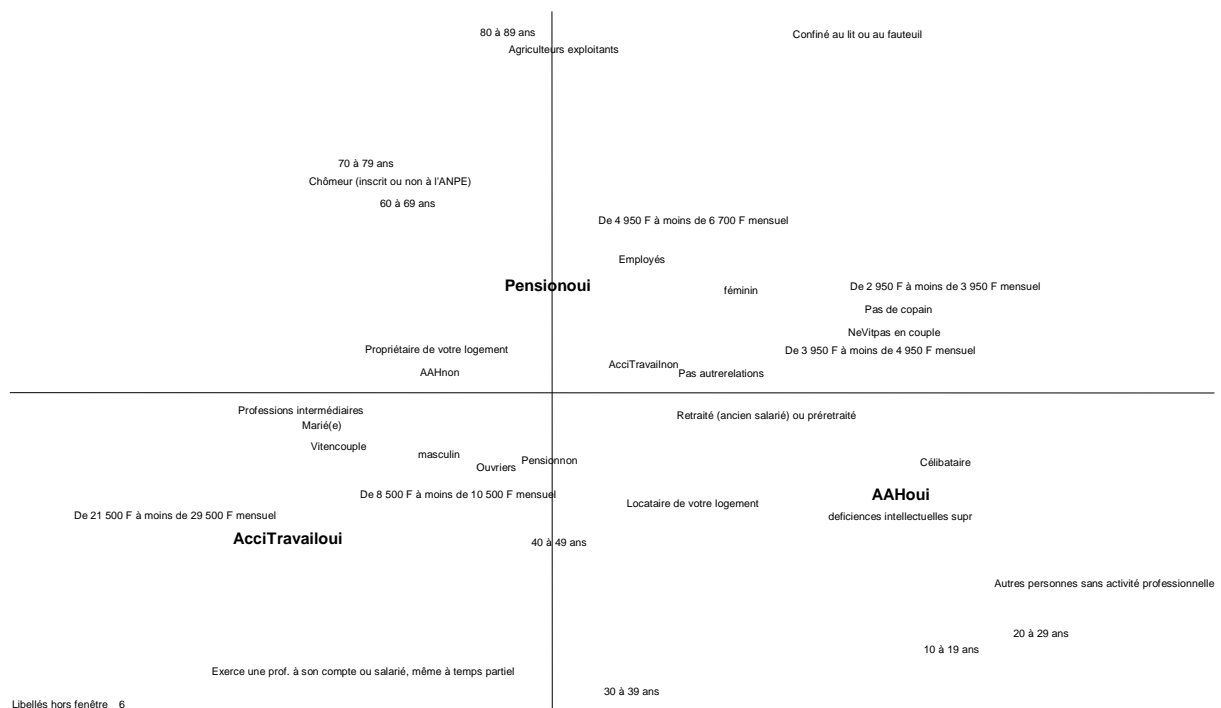 80 à 89 ans
Confiné au lit ou au fauteuil
Agriculteurs exploitants
70 à 79 ans
Chômeur (inscrit ou non à l'ANPE)
60 à 69 ans
De 4 950 F à moins de 6 700 F mensuel
Employés
Pensionoui
féminin
De 2 950 F à moins de 3 950 F mensuel
Pas de copain
NeVitpas en couple
Propriétaire de votre logement
De 3 950 F à moins de 4 950 F mensuel
AcciTravailnon
AAHnon
Pas autrerelations
Professions intermédiaires
Retraité (ancien salarié) ou préretraité
Marié(e)
Vitencouple
masculin
Pensionnon
Célibataire
Ouvriers
De 8 500 F à moins de 10 500 F mensuel
AAHoui
Locataire de votre logement
De 21 500 F à moins de 29 500 F mensuel
deficiences intellectuelles supr
AcciTravailoui
40 à 49 ans
Autres personnes sans activité professionnelle
20 à 29 ans
10 à 19 ans
Exerce une prof. à son compte ou salarié, même à temps partiel
30 à 39 ans
Libellés hors fenêtre 6